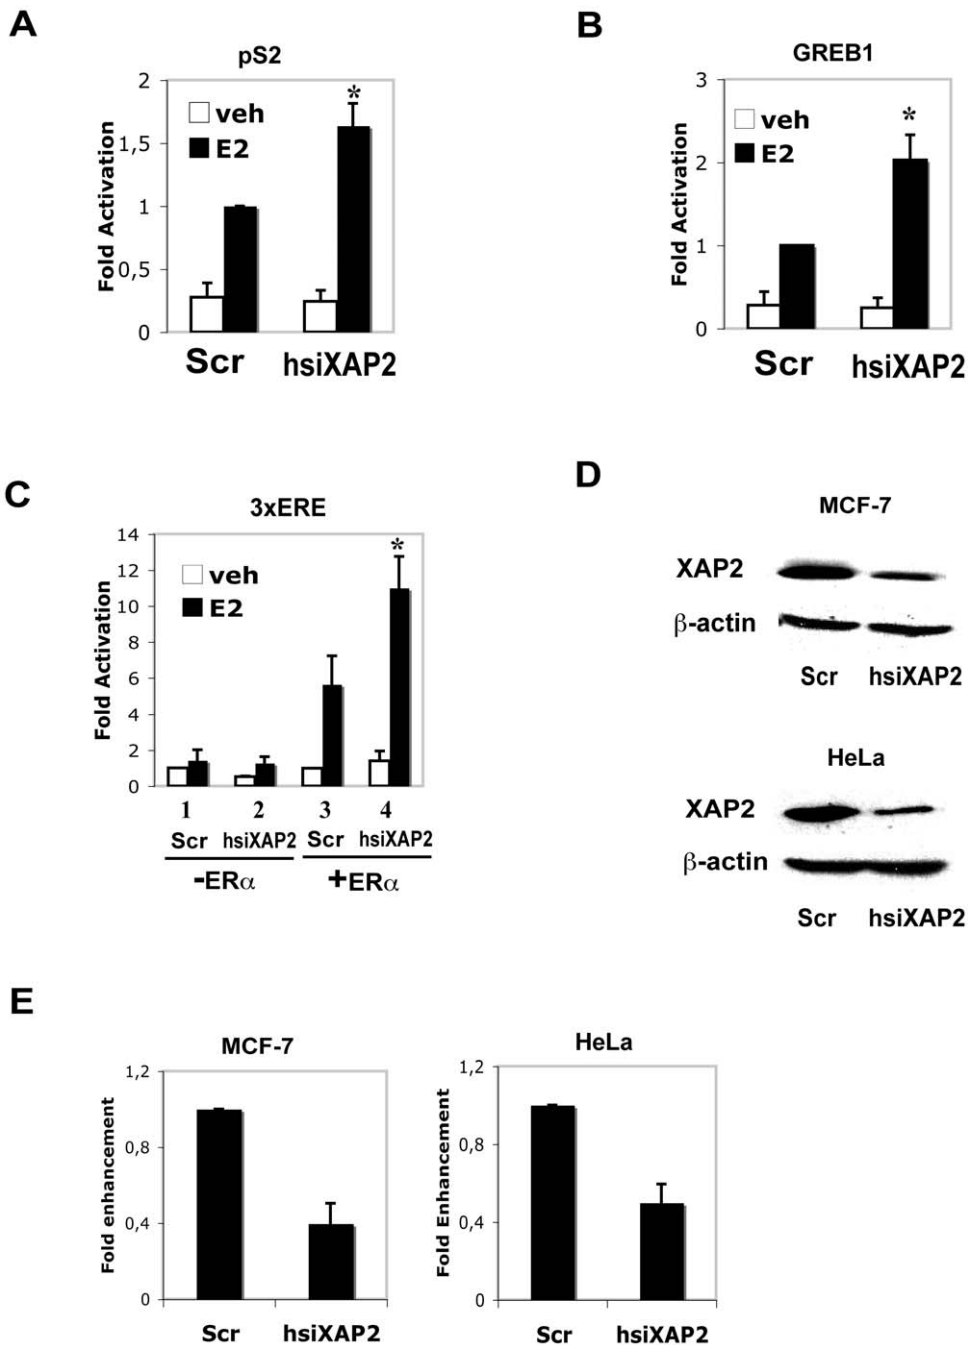 A
pS2
2
1,5
1
0,5
0
Fold Activation
veh
E2
*
Scr
hsiXAP2
B
GREB1
3
2
1
0
Fold Activation
veh
E2
*
Scr
hsiXAP2
C
3xERE
14
12
10
8
6
4
2
0
Fold Activation
veh
E2
*
1 2 3 4
Scr hsiXAP2 Scr hsiXAP2
-ERα +ERα
D
MCF-7
XAP2
β-actin
Scr hsiXAP2
HeLa
XAP2
β-actin
Scr hsiXAP2
E
MCF-7
1,2
0,8
0,4
0
Fold enhancement
Scr hsiXAP2
HeLa
1,2
0,8
0,4
0
Fold Enhancement
Scr hsiXAP2